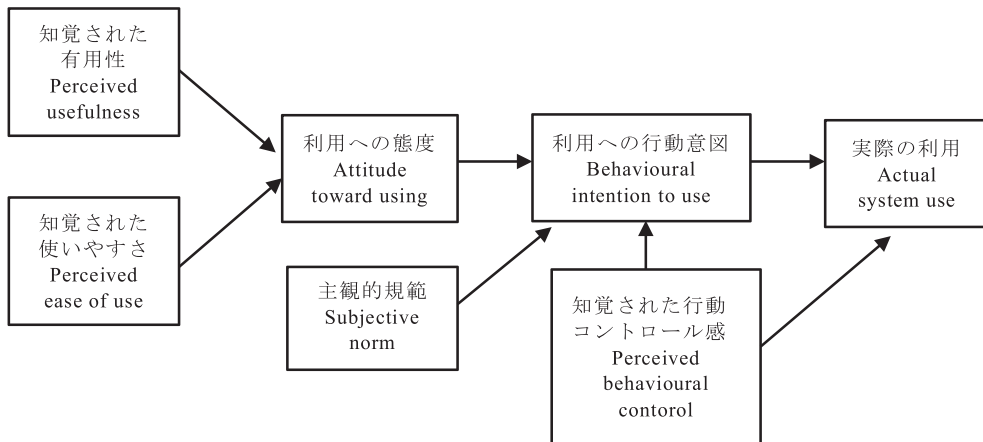 知覚された
有用性
Perceived
usefulness
知覚された
使いやすさ
Perceived
ease of use
利用への態度
Attitude
toward using
主観的規範
Subjective
norm
利用への行動意図
Behavioural
intention to use
知覚された行動
コントロール感
Perceived
behavioural
contorol
実際の利用
Actual
system use